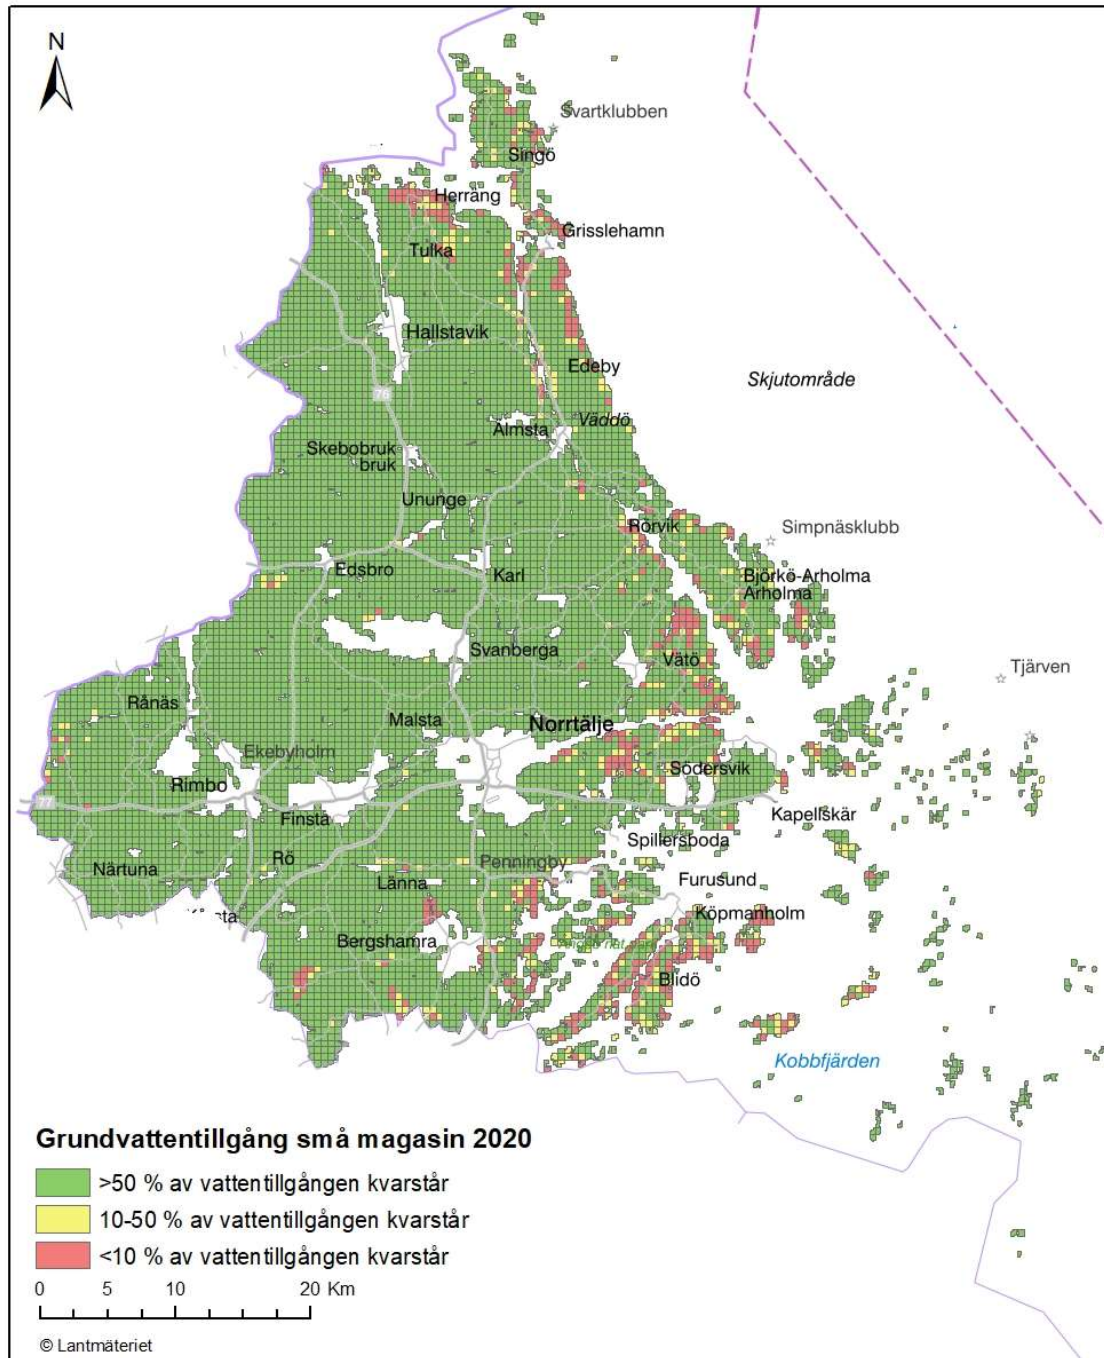 N
Svartklubben
Singö
Herräng
Grisslehamn
Tulka
Hallstavik
Edeby
Skjutområde
76
Väddö
Älmsta
Skebobruk
bruk
Ununge
Rörvik
Simpnäsklubb
Edsbro
Karl
Björkö-Arholma
Arholma
Svanberga
Vätö
Tjärven
Rånäs
Malsta
Norrtälje
Ekebyholm
Södersvik
Rimbo
77
Finsta
Kapellskär
Spillersboda
Rö
Penningby
Närtuna
Länna
Furusund
Köpmanholm
Bergshamra
Blidö
Kobbfjärden
Grundvattentillgång små magasin 2020
>50 % av vattentillgången kvarstår
10-50 % av vattentillgången kvarstår
<10 % av vattentillgången kvarstår
0 5 10 20 Km
© Lantmäteriet